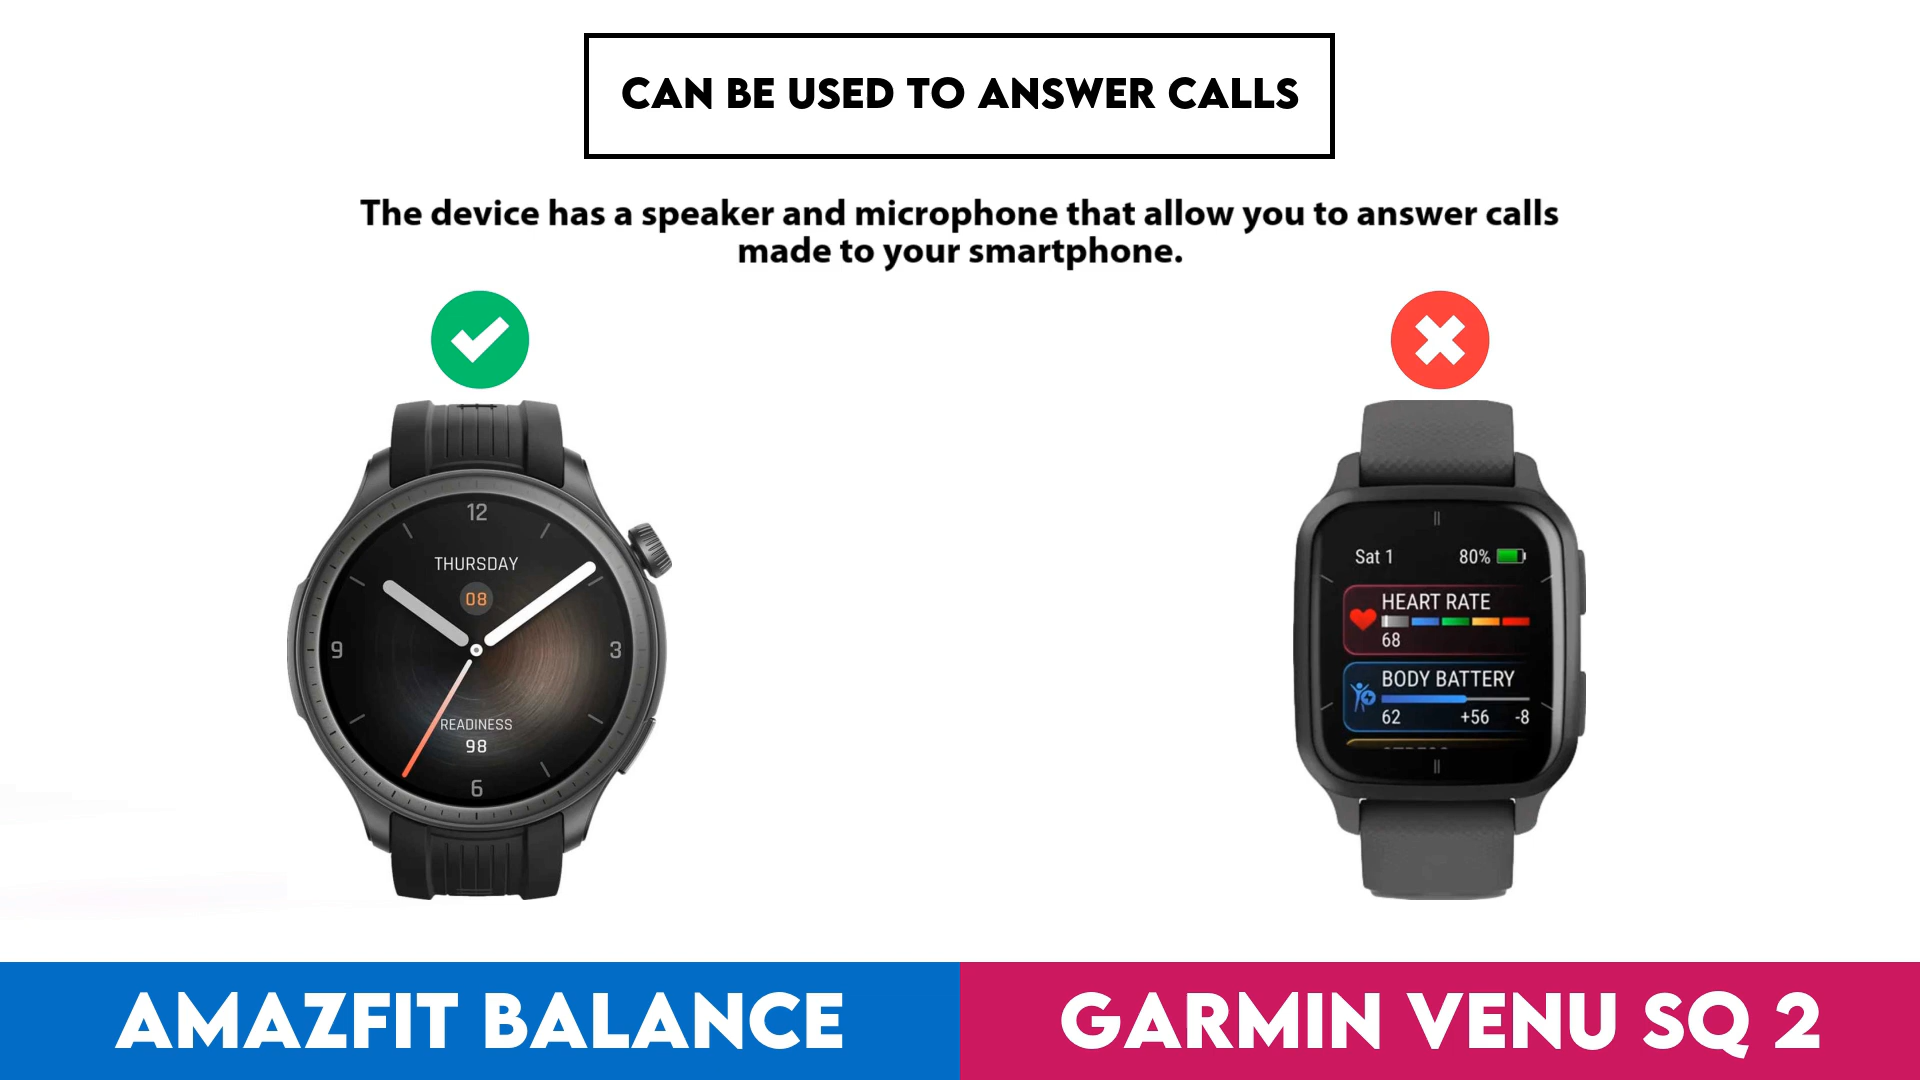 CAN BE USED TO ANSWER CALLS
The device has a speaker and microphone that allow you to answer calls
made to your smartphone.
12
THURSDAY
08
9
3
READINESS
98
6
Sat 1 80%
HEART RATE
68
BODY BATTERY
62 +56 -8
AMAZFIT BALANCE
GARMIN VENU SQ 2